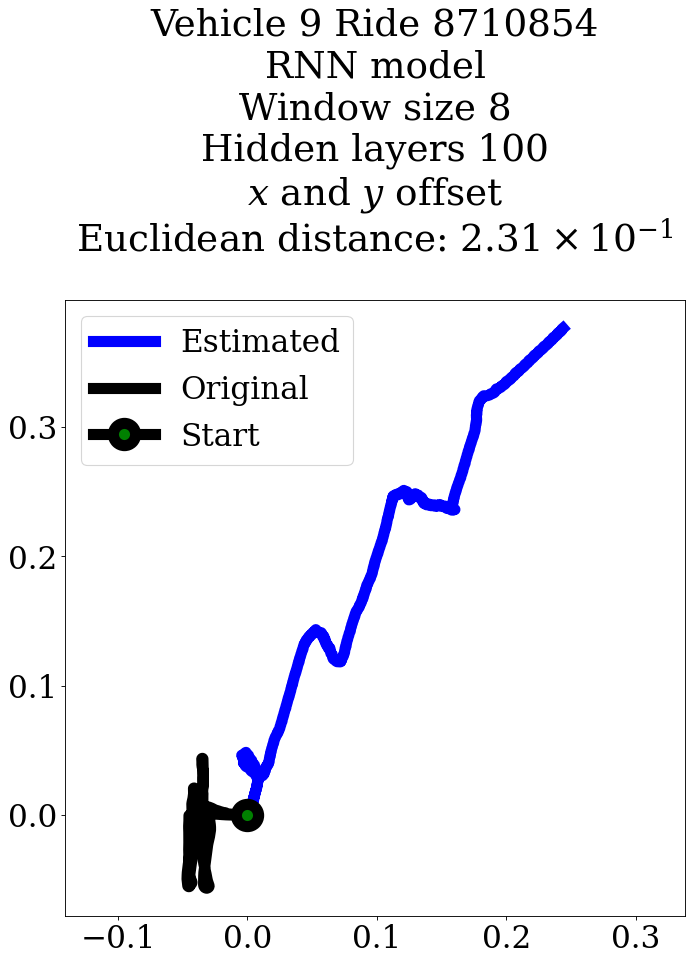 Vehicle 9 Ride 8710854
RNN model
Window size 8
Hidden layers 100
x and y offset
Euclidean distance: 2.31 × 10⁻¹
Estimated
Original
Start
0.3
0.2
0.1
0.0
−0.1 0.0 0.1 0.2 0.3